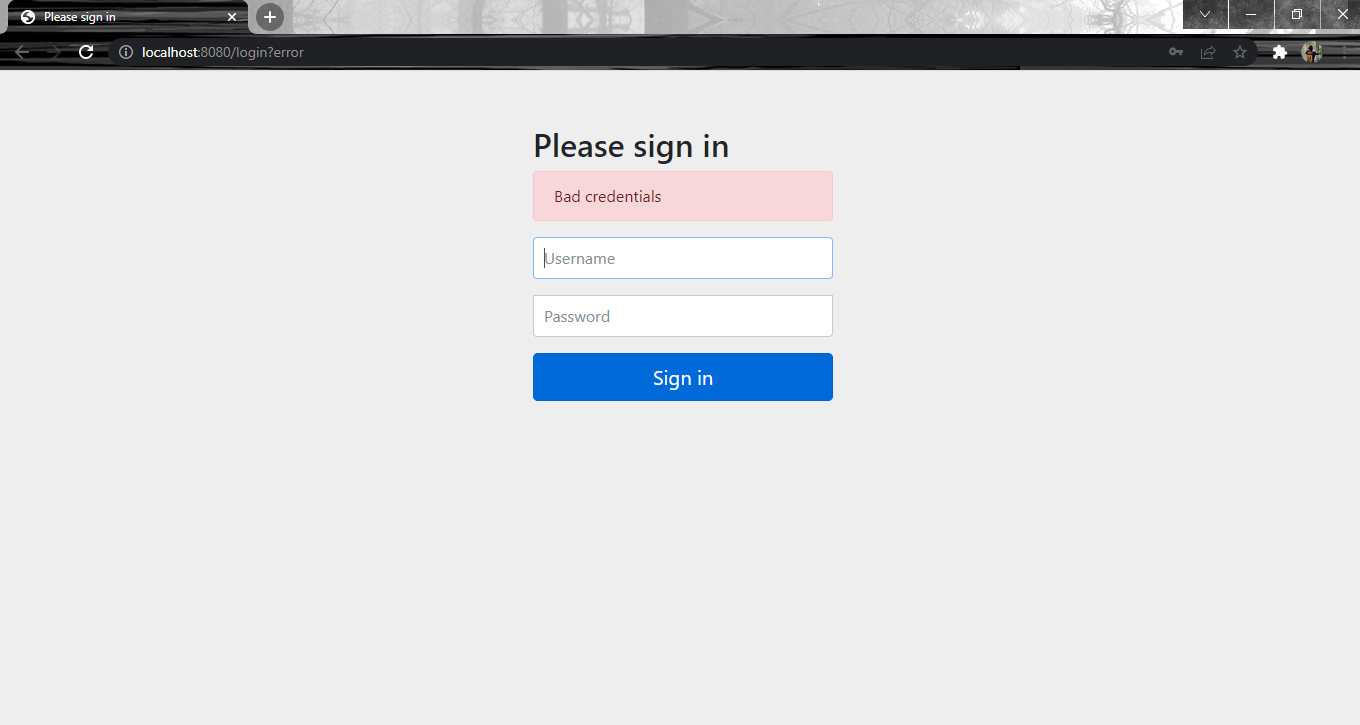 Please sign in
localhost:8080/login?error
Please sign in
Bad credentials
Username
Password
Sign in